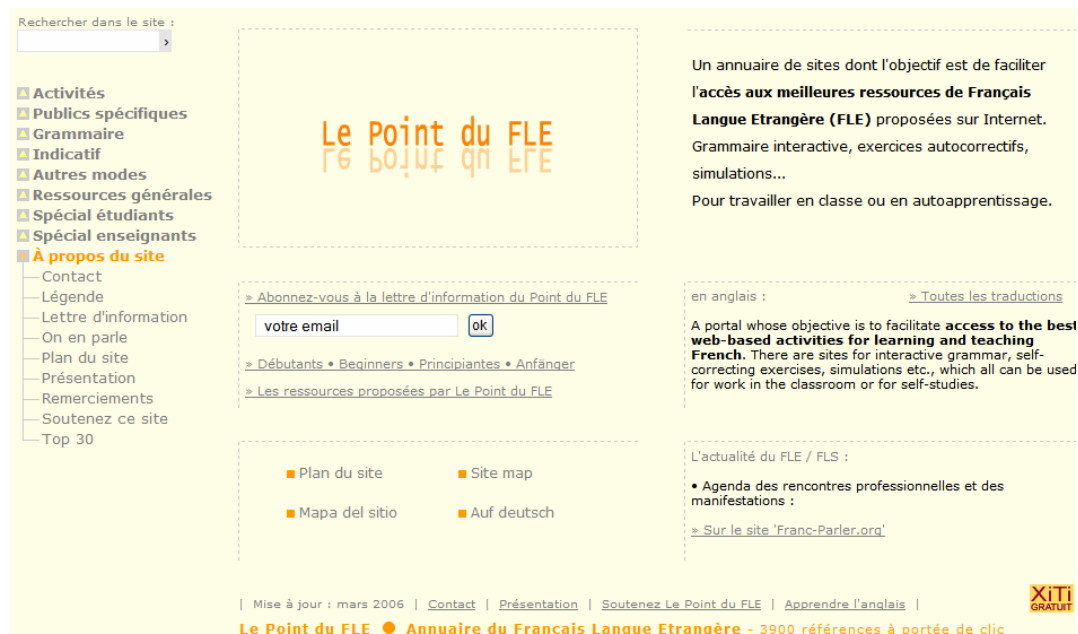 Rechercher dans le site :
›
Activités
Publics spécifiques
Grammaire
Indicatif
Autres modes
Ressources générales
Spécial étudiants
Spécial enseignants
À propos du site
Contact
Légende
Lettre d'information
On en parle
Plan du site
Présentation
Remerciements
Soutenez ce site
Top 30
Le Point du FLE
Un annuaire de sites dont l'objectif est de faciliter
l'accès aux meilleures ressources de Français
Langue Etrangère (FLE) proposées sur Internet.
Grammaire interactive, exercices autocorrectifs,
simulations...
Pour travailler en classe ou en autoapprentissage.
» Abonnez-vous à la lettre d'information du Point du FLE
votre email ok
» Débutants • Beginners • Principiantes • Anfänger
» Les ressources proposées par Le Point du FLE
en anglais : » Toutes les traductions
A portal whose objective is to facilitate access to the best
web-based activities for learning and teaching
French. There are sites for interactive grammar, self-
correcting exercises, simulations etc., which all can be used
for work in the classroom or for self-studies.
Plan du site Site map
Mapa del sitio Auf deutsch
L'actualité du FLE / FLS :
• Agenda des rencontres professionnelles et des
manifestations :
» Sur le site 'Franc-Parler.org'
| Mise à jour : mars 2006 | Contact | Présentation | Soutenez Le Point du FLE | Apprendre l'anglais |
XiTi
GRATUIT
Le Point du FLE ● Annuaire du Français Langue Etrangère - 3900 références à portée de clic